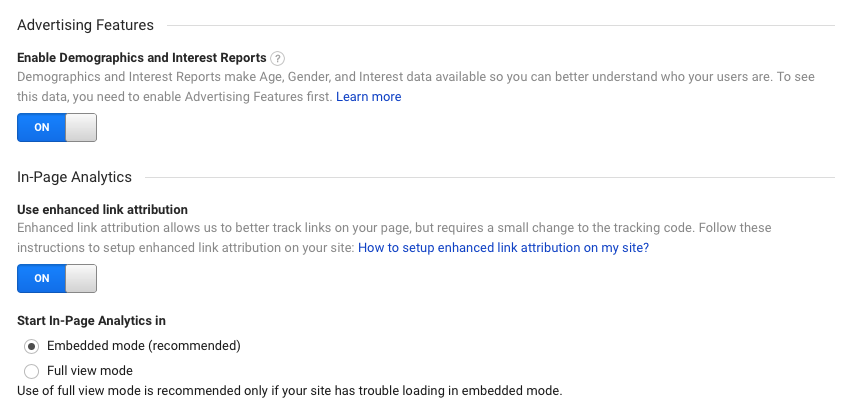 Advertising Features
Enable Demographics and Interest Reports ?
Demographics and Interest Reports make Age, Gender, and Interest data available so you can better understand who your users are. To see
this data, you need to enable Advertising Features first. Learn more
ON
In-Page Analytics
Use enhanced link attribution
Enhanced link attribution allows us to better track links on your page, but requires a small change to the tracking code. Follow these
instructions to setup enhanced link attribution on your site: How to setup enhanced link attribution on my site?
ON
Start In-Page Analytics in
Embedded mode (recommended)
Full view mode
Use of full view mode is recommended only if your site has trouble loading in embedded mode.